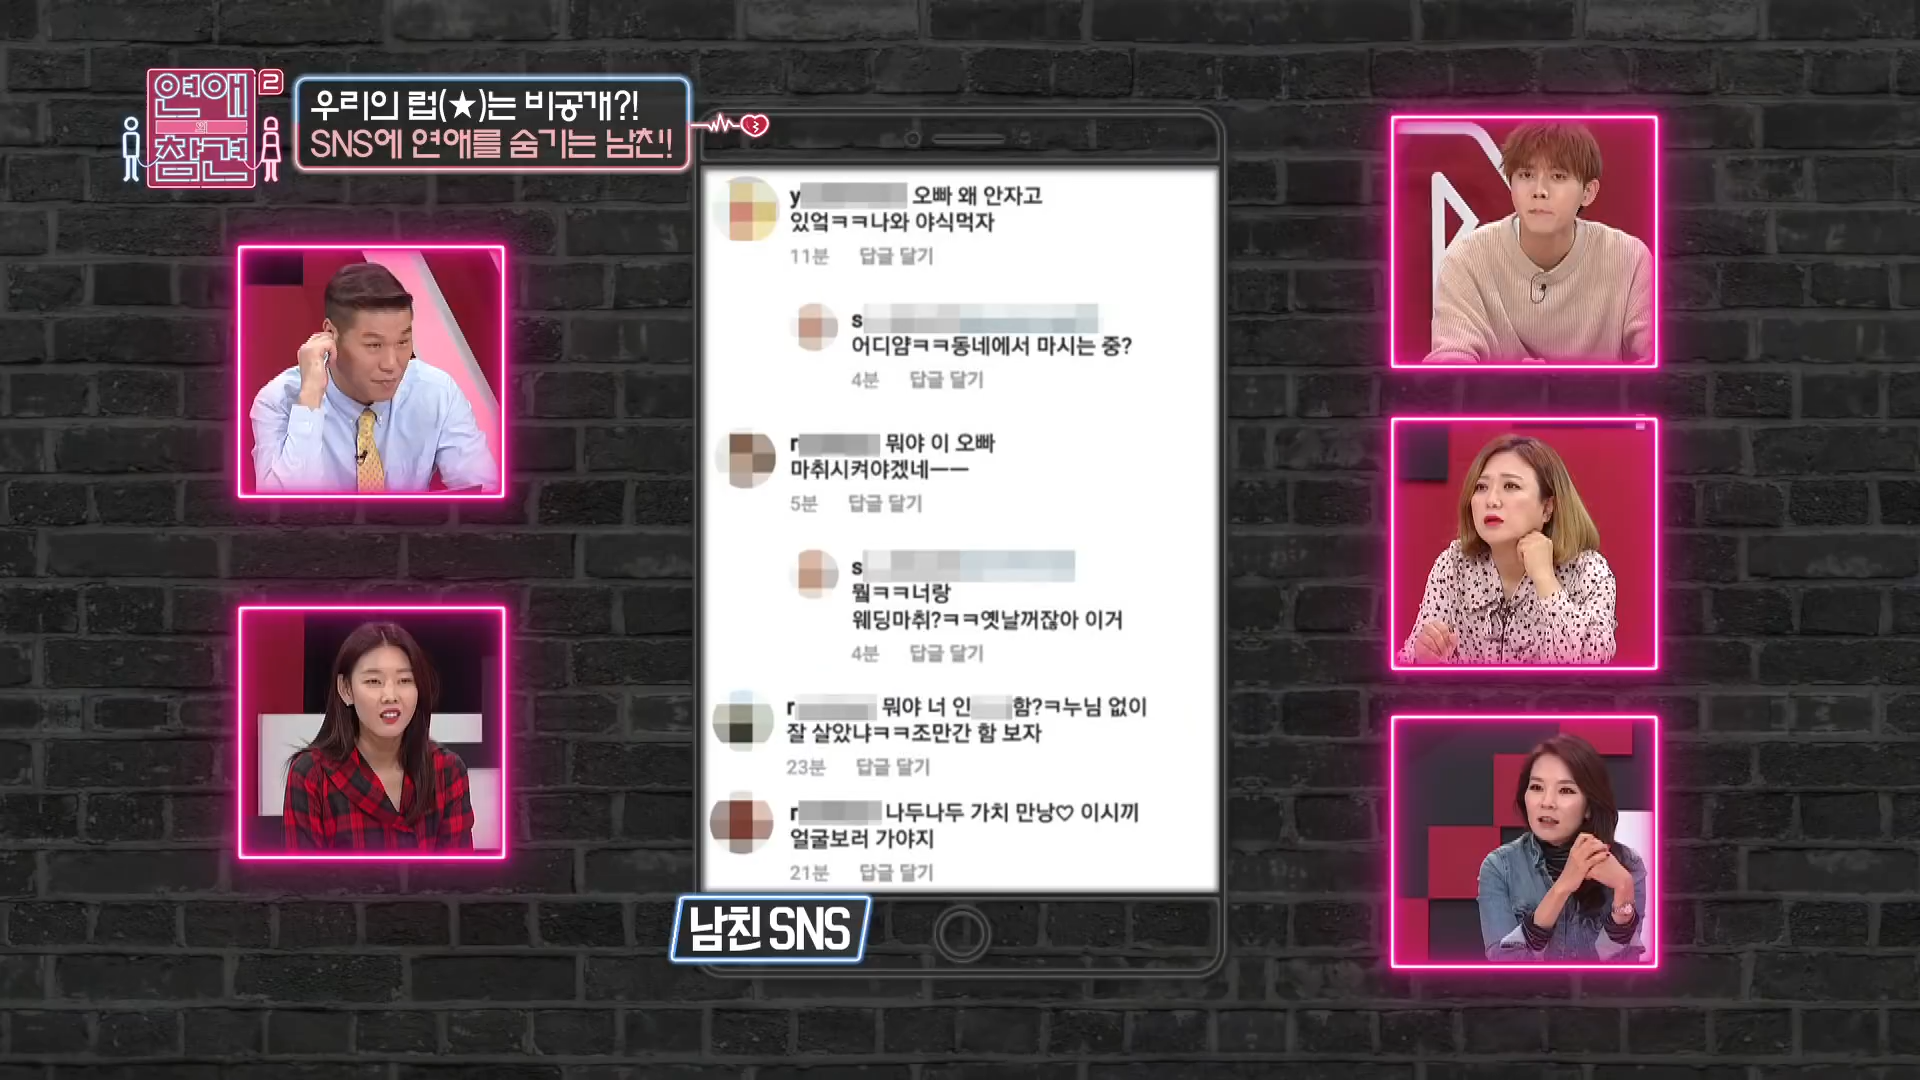 연애의 참견 2
우리의 럽(★)는 비공개?!
SNS에 연애를 숨기는 남친!
y 오빠 왜 안자고
있엌ㅋㅋ나와 야식먹자
11분 답글 달기
s
어디얌ㅋㅋ동네에서 마시는 중?
4분 답글 달기
r 뭐야 이 오빠
마취시켜야겠네ㅡㅡ
5분 답글 달기
s
뭘ㅋㅋ너랑
웨딩마취?ㅋㅋ옛날꺼잖아 이거
4분 답글 달기
r 뭐야 너 인 함?ㅋ누님 없이
잘 살았냐ㅋㅋ조만간 함 보자
23분 답글 달기
r 나두나두 가치 만낭♡ 이시끼
얼굴보러 가야지
21분 답글 달기
남친 SNS